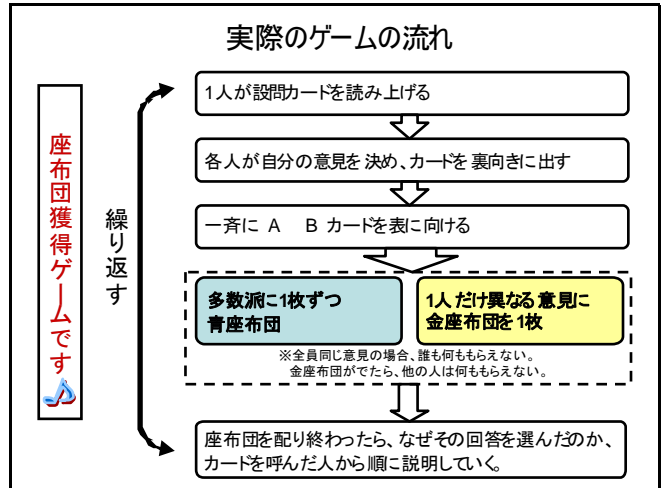 実際のゲームの流れ
座布団獲得ゲームです
繰り返す
1人が設問カードを読み上げる
各人が自分の意見を決め、カードを裏向きに出す
一斉に A B カードを表に向ける
多数派に1枚ずつ
青座布団
1人だけ異なる意見に
金座布団を1枚
※全員同じ意見の場合、誰も何ももらえない。
金座布団がでたら、他の人は何ももらえない。
座布団を配り終わったら、なぜその回答を選んだのか、
カードを呼んだ人から順に説明していく。